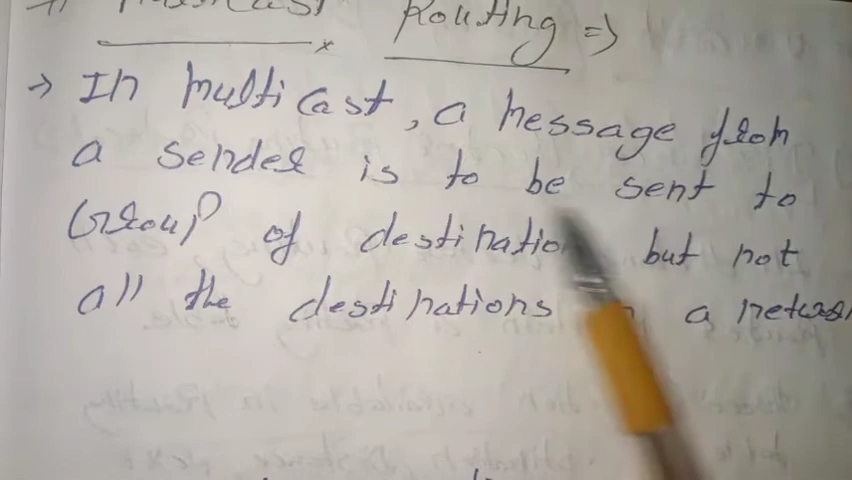 Routing =>
→ In multicast, a message from
a sender is to be sent to
Group of destination but not
all the destinations a